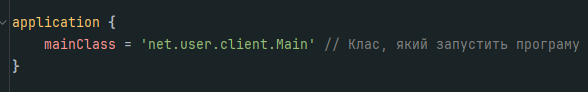 application {
    mainClass = 'net.user.client.Main' // Клас, який запустить програму
}